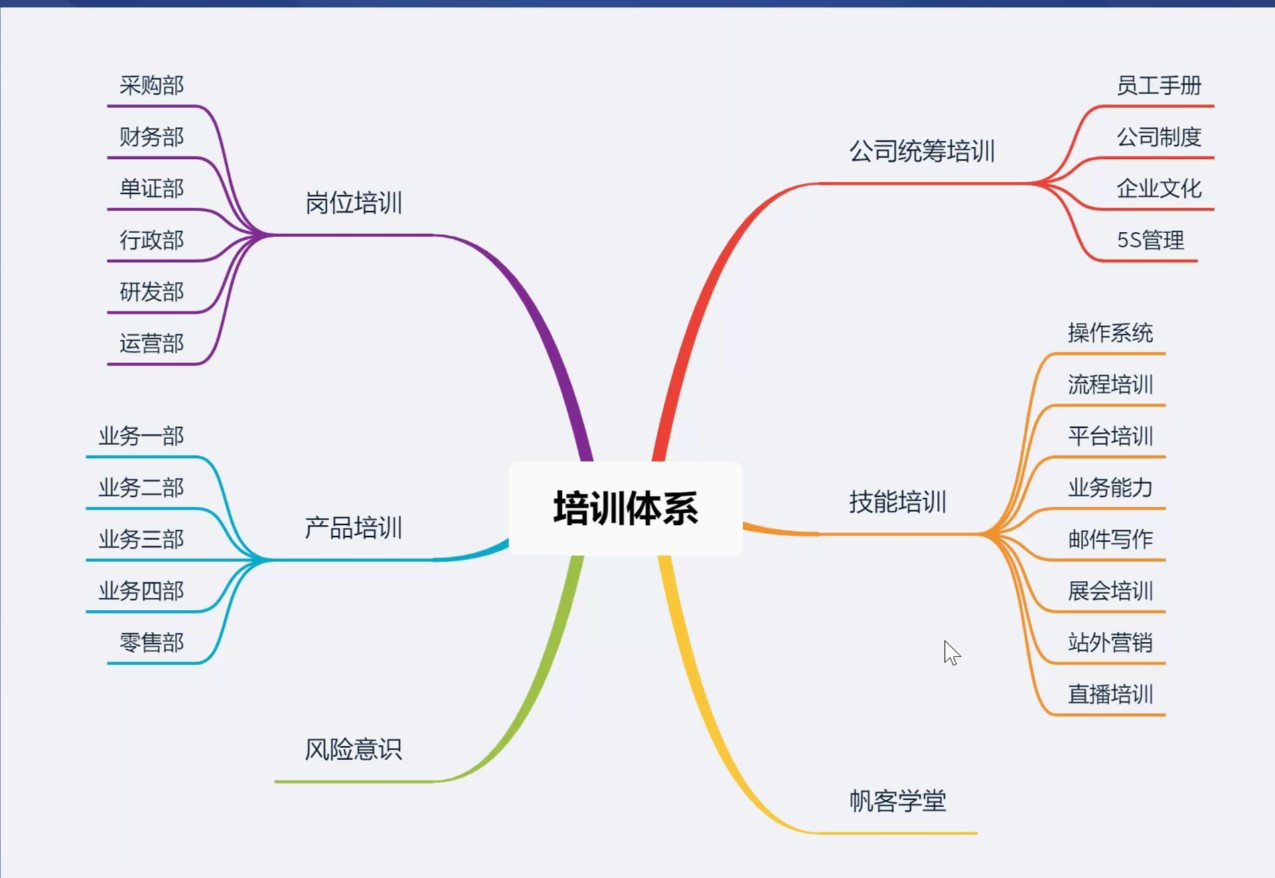 培训体系
公司统筹培训
员工手册
公司制度
企业文化
5S管理
技能培训
操作系统
流程培训
平台培训
业务能力
邮件写作
展会培训
站外营销
直播培训
帆客学堂
岗位培训
采购部
财务部
单证部
行政部
研发部
运营部
产品培训
业务一部
业务二部
业务三部
业务四部
零售部
风险意识